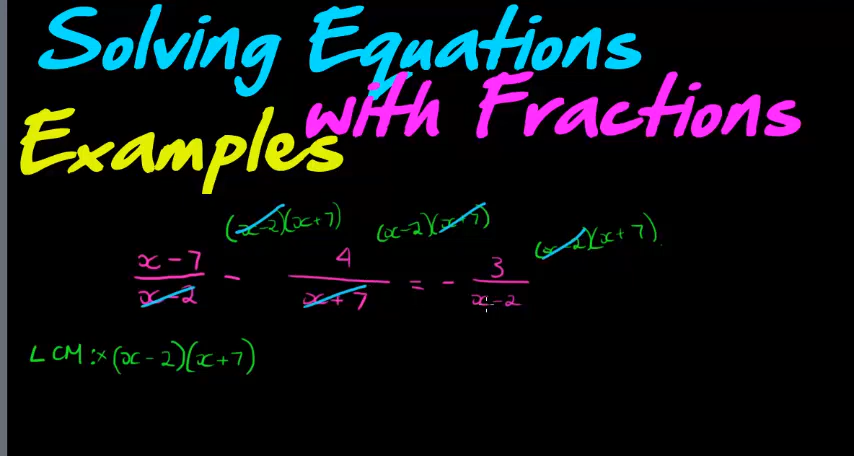 Solving Equations
with Fractions
Examples
(x-2)(x+7) (x-2)(x+7) (x-2)(x+7).
x-7 4 3
— - — = - —
x-2 x+7 x-2
LCM:×(x-2)(x+7)